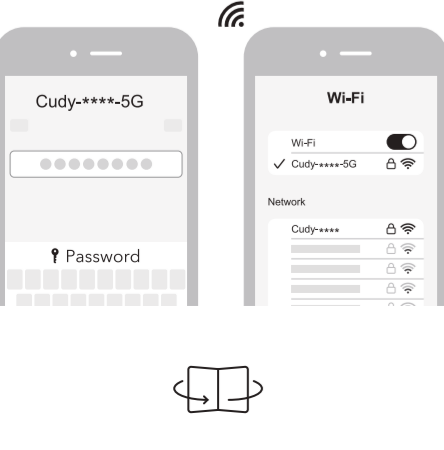 Cudy-****-5G
Password
Wi-Fi
Wi-Fi
Cudy-****-5G
Network
Cudy-****